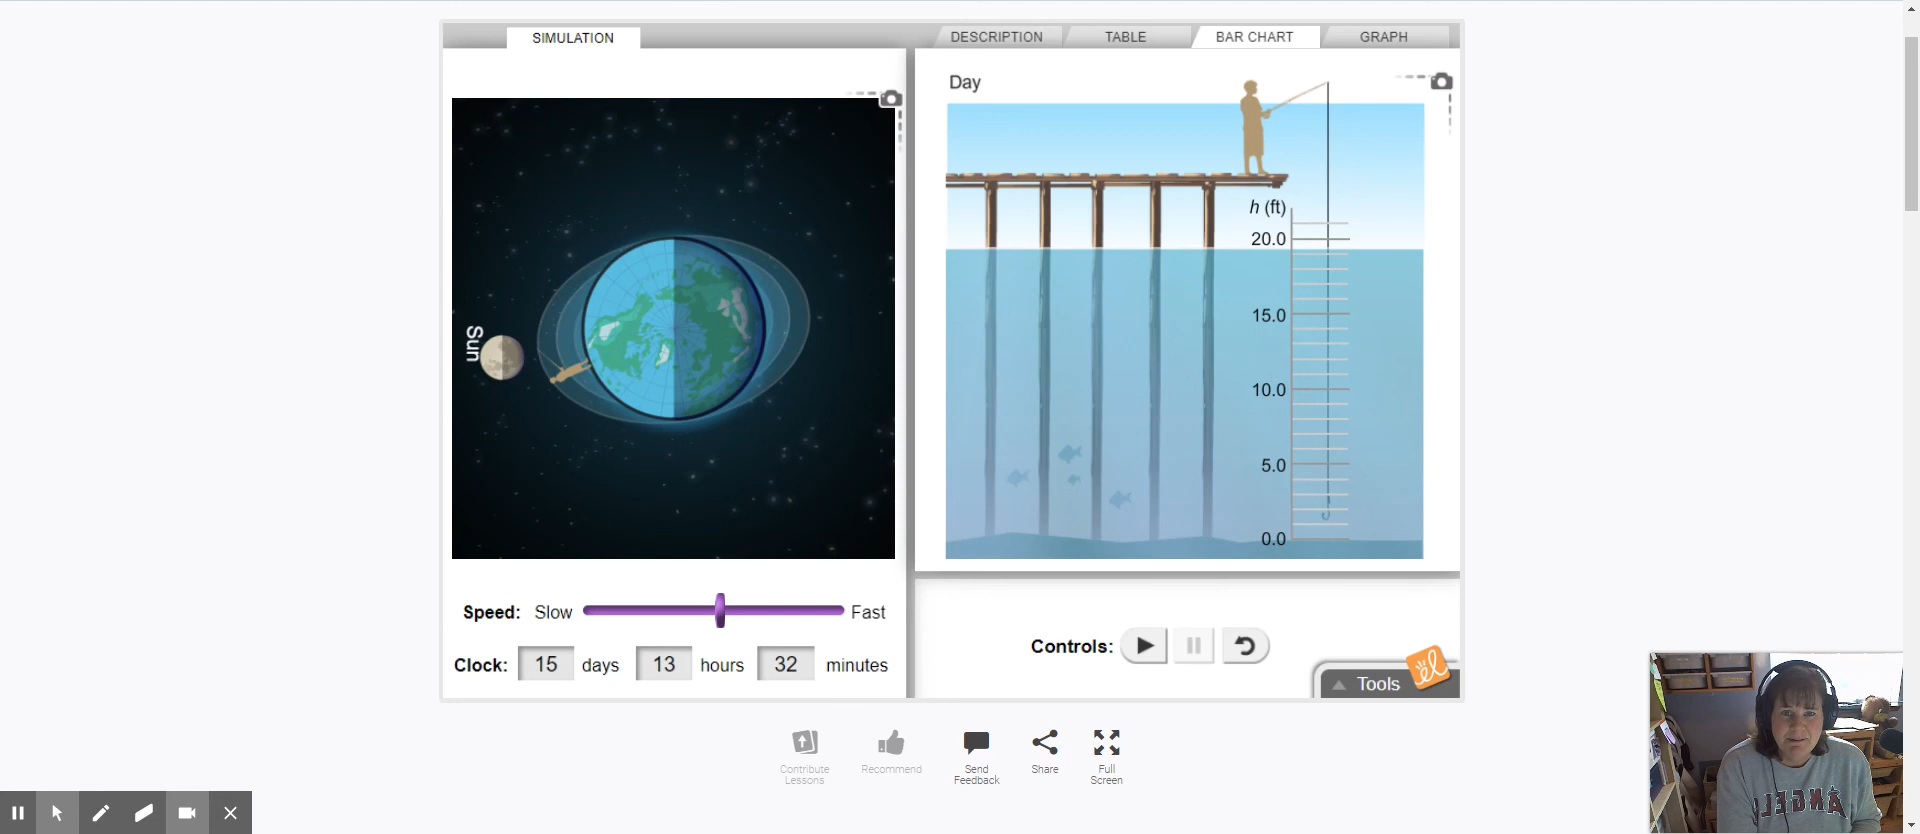 SIMULATION
DESCRIPTION
TABLE
BAR CHART
GRAPH
Day
h (ft)
20.0
15.0
10.0
5.0
0.0
Sun
Speed: Slow Fast
Clock: 15 days 13 hours 32 minutes
Controls:
Tools
el
Contribute
Lessons
Recommend
Send
Feedback
Share
Full
Screen
ANGEL